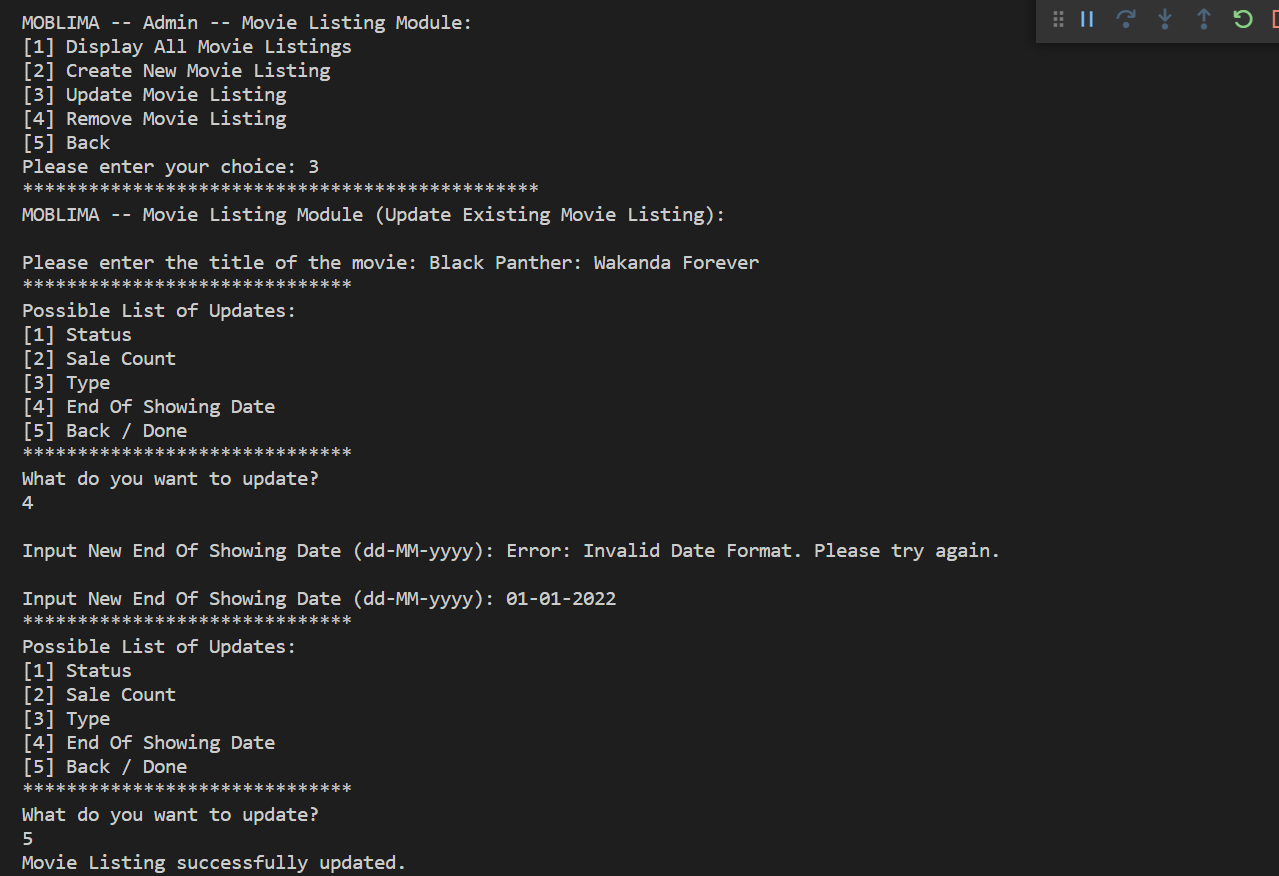 MOBLIMA -- Admin -- Movie Listing Module:
[1] Display All Movie Listings
[2] Create New Movie Listing
[3] Update Movie Listing
[4] Remove Movie Listing
[5] Back
Please enter your choice: 3
***********************************************
MOBLIMA -- Movie Listing Module (Update Existing Movie Listing):
Please enter the title of the movie: Black Panther: Wakanda Forever
******************************
Possible List of Updates:
[1] Status
[2] Sale Count
[3] Type
[4] End Of Showing Date
[5] Back / Done
******************************
What do you want to update?
4
Input New End Of Showing Date (dd-MM-yyyy): Error: Invalid Date Format. Please try again.
Input New End Of Showing Date (dd-MM-yyyy): 01-01-2022
******************************
Possible List of Updates:
[1] Status
[2] Sale Count
[3] Type
[4] End Of Showing Date
[5] Back / Done
******************************
What do you want to update?
5
Movie Listing successfully updated.